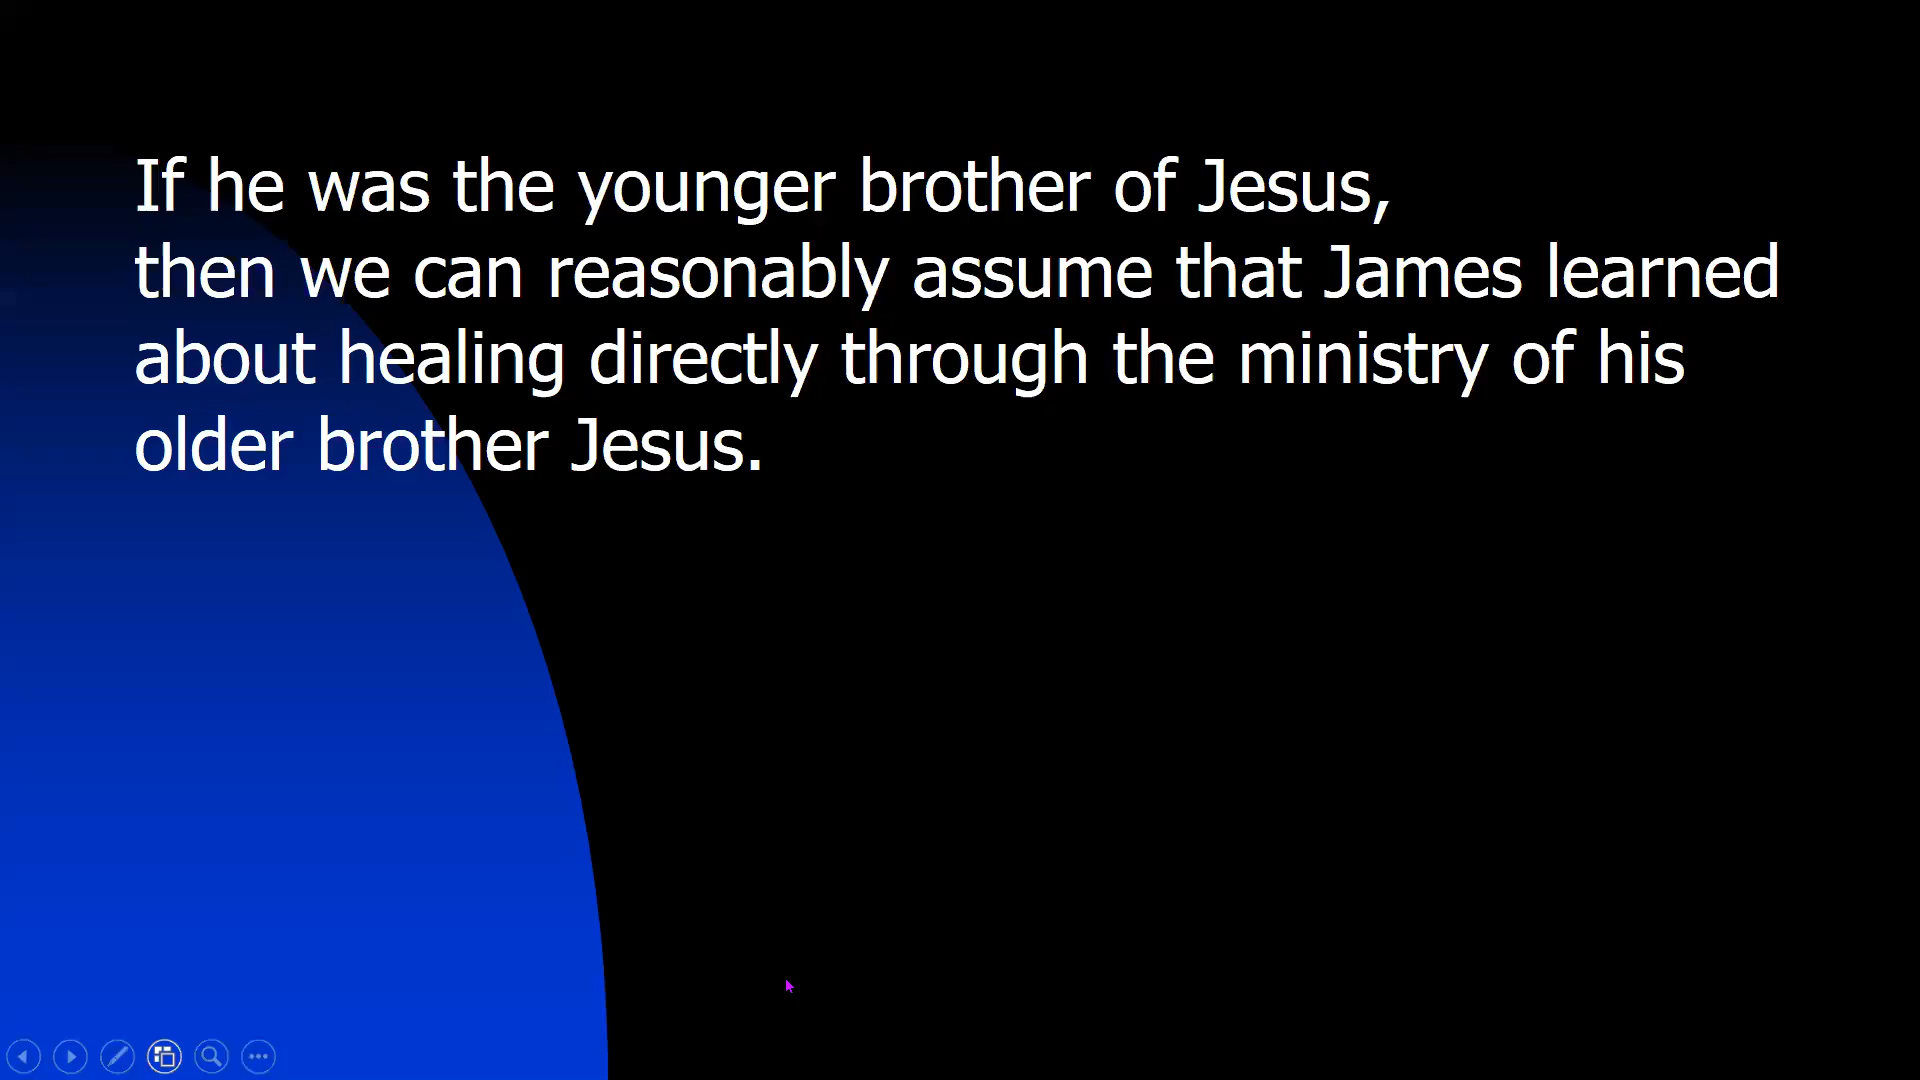 If he was the younger brother of Jesus,
then we can reasonably assume that James learned
about healing directly through the ministry of his
older brother Jesus.